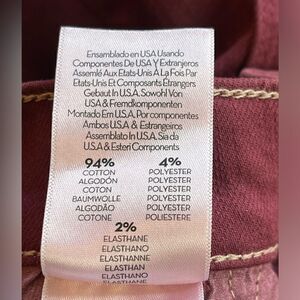 Ensamblado en USA Usando
Componentes De USA Y Extranjeros
Assemlé Aux Etats-Unis A La Fois Par
Etats-Unis Et Composants Étrangers
Gebaut In U.S.A. Sowohl Von
USA & Fremdkomponenten
Montado Em U.S.A. Por componentes
Ambos U.S.A & Estrangeiros
Assemblato In U.S.A. Sia da
U.S.A & Esteri Components
94% 4%
COTTON POLYESTER
ALGODÓN POLYESTER
COTON POLYESTER
BAUMWOLLE POLYESTER
ALGODÃO POLYESTER
COTONE POLIESTERE
2%
ELASTHANE
ELASTHANO
ELASTHANNE
ELASTHAN
ELASTHANO